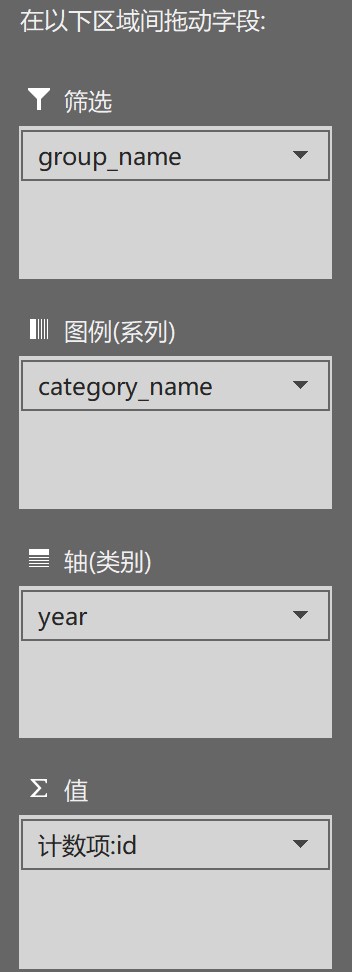 在以下区域间拖动字段:
筛选
group_name
图例(系列)
category_name
轴(类别)
year
Σ 值
计数项:id